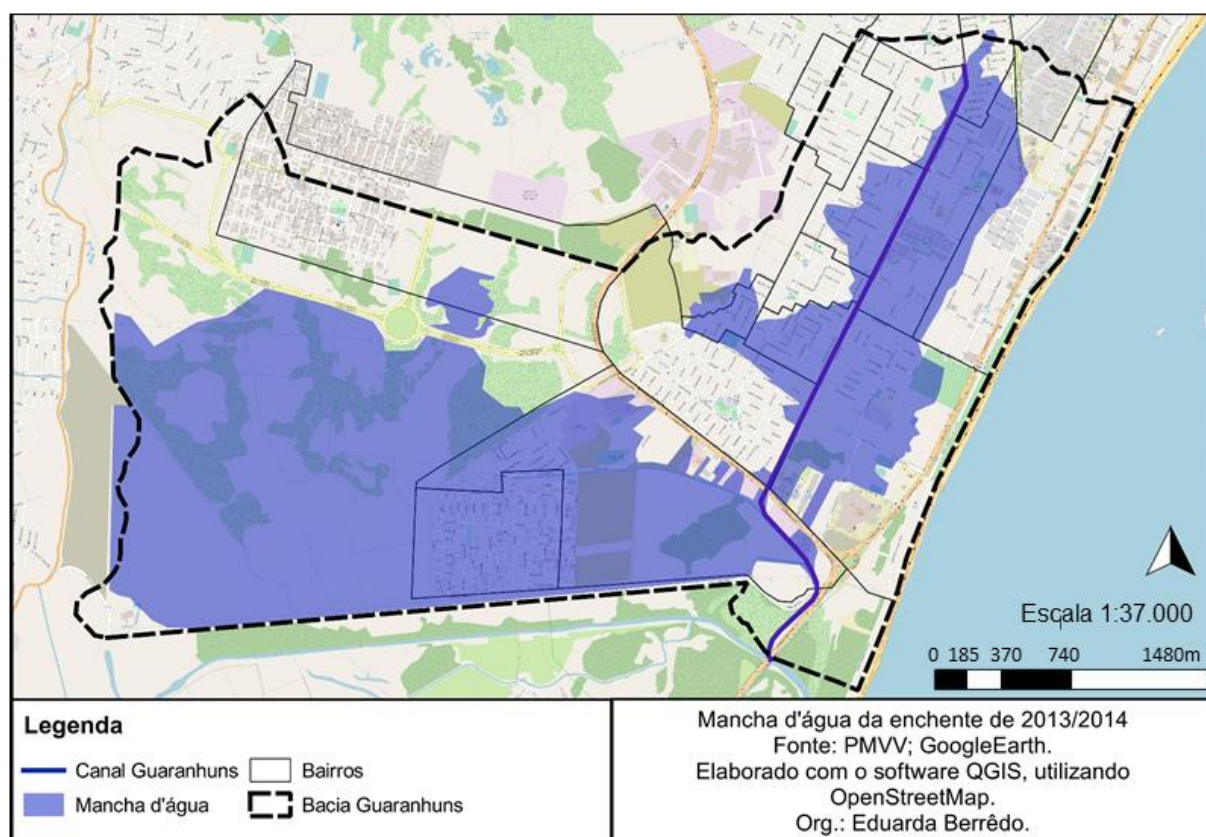 Escala 1:37.000
0 185 370 740 1480m
Legenda
Canal Guaranhuns
Bairros
Mancha d'água
Bacia Guaranhuns
Mancha d'água da enchente de 2013/2014
Fonte: PMVV; GoogleEarth.
Elaborado com o software QGIS, utilizando
OpenStreetMap.
Org.: Eduarda Berrêdo.